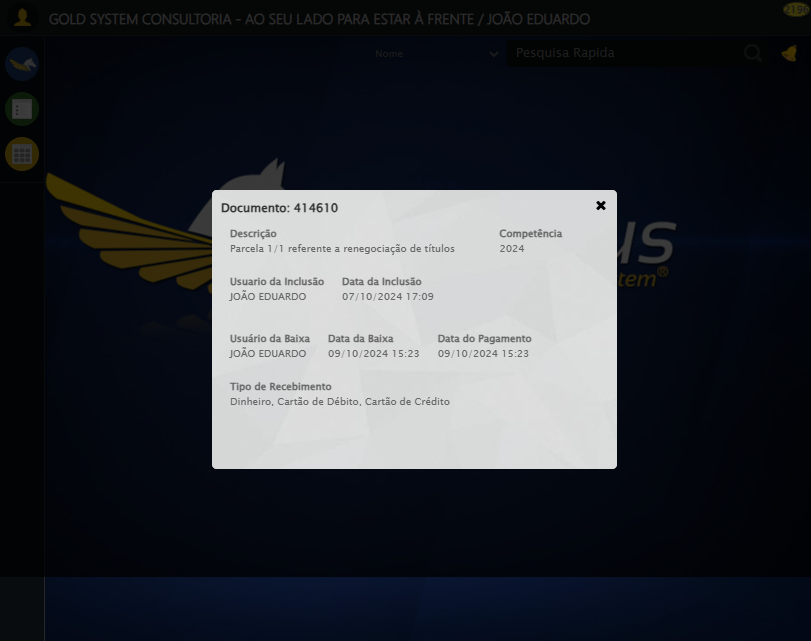 GOLD SYSTEM CONSULTORIA - AO SEU LADO PARA ESTAR À FRENTE / JOÃO EDUARDO
Nome
Pesquisa Rapida
Documento: 414610
Descrição Competência
Parcela 1/1 referente a renegociação de títulos 2024
Usuario da Inclusão Data da Inclusão
JOÃO EDUARDO 07/10/2024 17:09
Usuário da Baixa Data da Baixa Data do Pagamento
JOÃO EDUARDO 09/10/2024 15:23 09/10/2024 15:23
Tipo de Recebimento
Dinheiro, Cartão de Débito, Cartão de Crédito
us
tem®